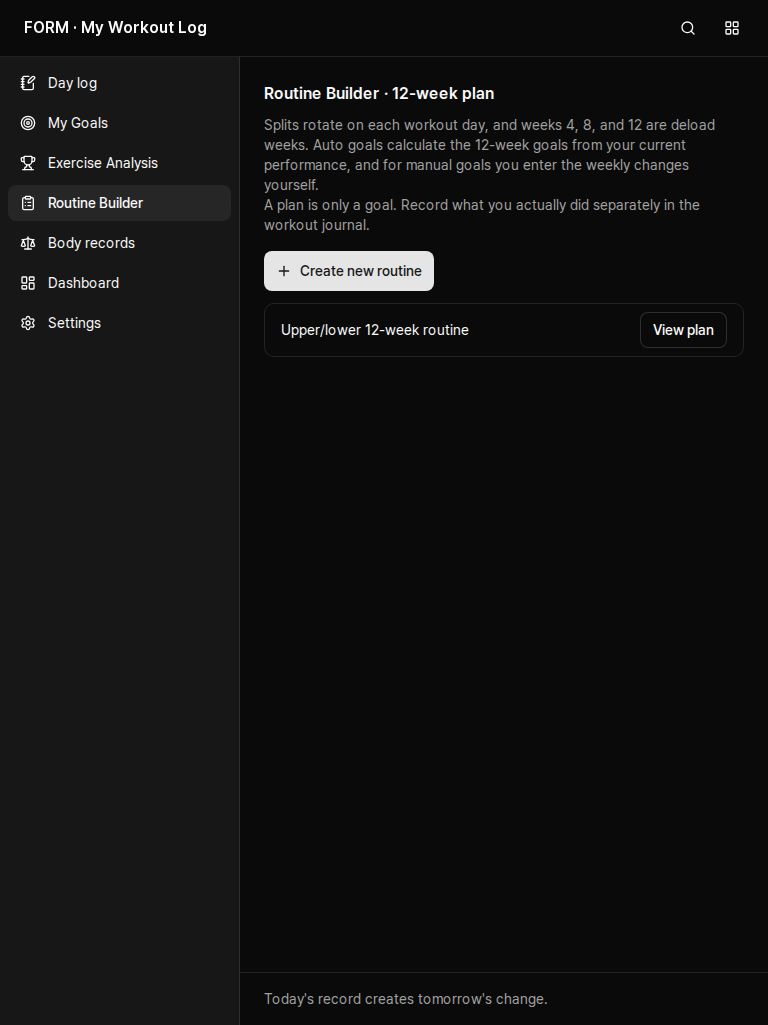 FORM · My Workout Log
Day log
My Goals
Exercise Analysis
Routine Builder
Body records
Dashboard
Settings
Routine Builder · 12-week plan
Splits rotate on each workout day, and weeks 4, 8, and 12 are deload
weeks. Auto goals calculate the 12-week goals from your current
performance, and for manual goals you enter the weekly changes
yourself.
A plan is only a goal. Record what you actually did separately in the
workout journal.
Create new routine
Upper/lower 12-week routine
View plan
Today's record creates tomorrow's change.